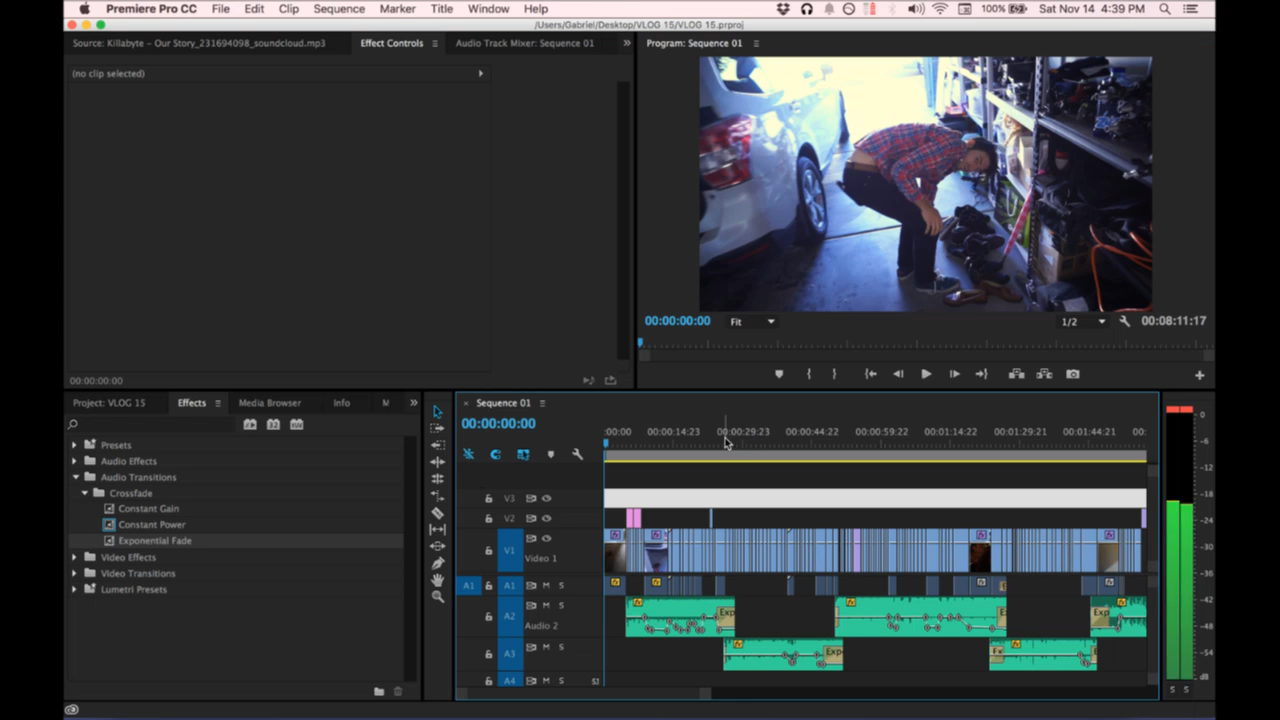 Premiere Pro CC File Edit Clip Sequence Marker Title Window Help 100% Sat Nov 14 4:39 PM
/Users/Gabriel/Desktop/VLOG 15/VLOG 15.prproj
Source: Killabyte - Our Story_231694098_soundcloud.mp3 Effect Controls Audio Track Mixer: Sequence 01 Program: Sequence 01
(no clip selected)
00:00:00:00 Fit 1/2 00:08:11:17
00:00:00:00
Project: VLOG 15 Effects Media Browser Info M Sequence 01
00:00:00:00
:00:00 00:00:14:23 00:00:29:23 00:00:44:22 00:00:59:22 00:01:14:22 00:01:29:21 00:01:44:21 00:
Presets
Audio Effects
Audio Transitions
Crossfade
Constant Gain
Constant Power
Exponential Fade
Video Effects
Video Transitions
Lumetri Presets
V3
V2
V1 Video 1
A1 A1 M S
A2 M S Audio 2 Exp Exp
A3 M S Exp
A4 M S
0
-6
-12
-18
-24
-30
-36
-42
-48
-54
dB
S S